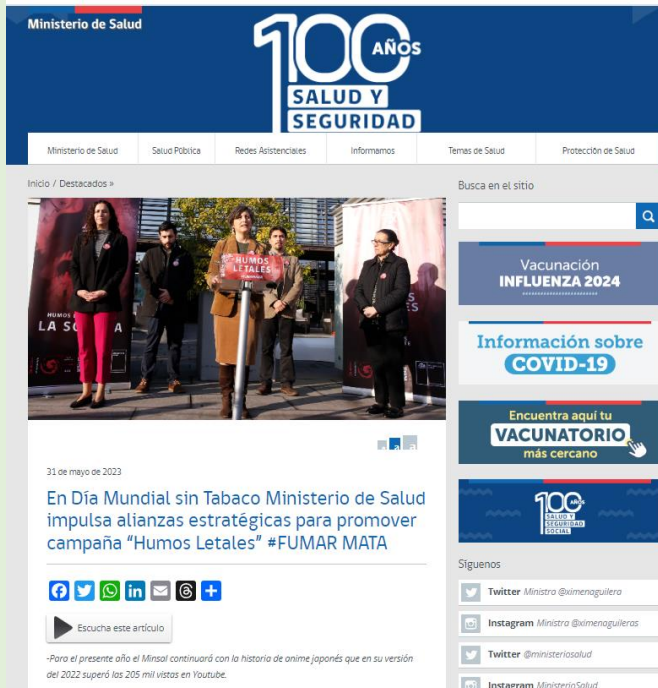 Ministerio de Salud
100 AÑOS
SALUD Y
SEGURIDAD
Ministerio de Salud
Salud Pública
Redes Asistenciales
Informamos
Temas de Salud
Protección de Salud
Inicio / Destacados »
HUMOS
LETALES
31 de mayo de 2023
En Día Mundial sin Tabaco Ministerio de Salud
impulsa alianzas estratégicas para promover
campaña “Humos Letales” #FUMAR MATA
Escucha este artículo
-Para el presente año el Minsal continuará con la historia de anime japonés que en su versión
del 2022 superó las 205 mil vistas en Youtube.
Busca en el sitio
Vacunación
INFLUENZA 2024
Información sobre
COVID-19
Encuentra aquí tu
VACUNATORIO
más cercano
100 AÑOS
SALUD Y
SEGURIDAD
SOCIAL
Síguenos
Twitter Ministra @ximenaguilera
Instagram Ministra @ximenaguileras
Twitter @ministeriosalud
Instagram MinisterioSalud